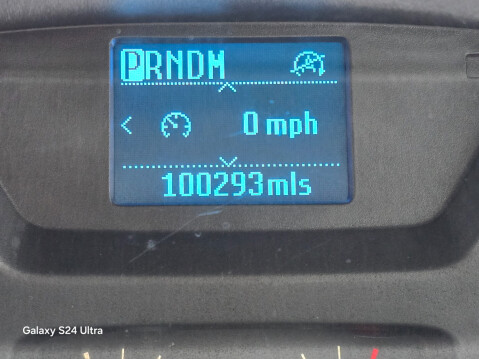 PRNDM
0 mph
100293mls
Galaxy S24 Ultra